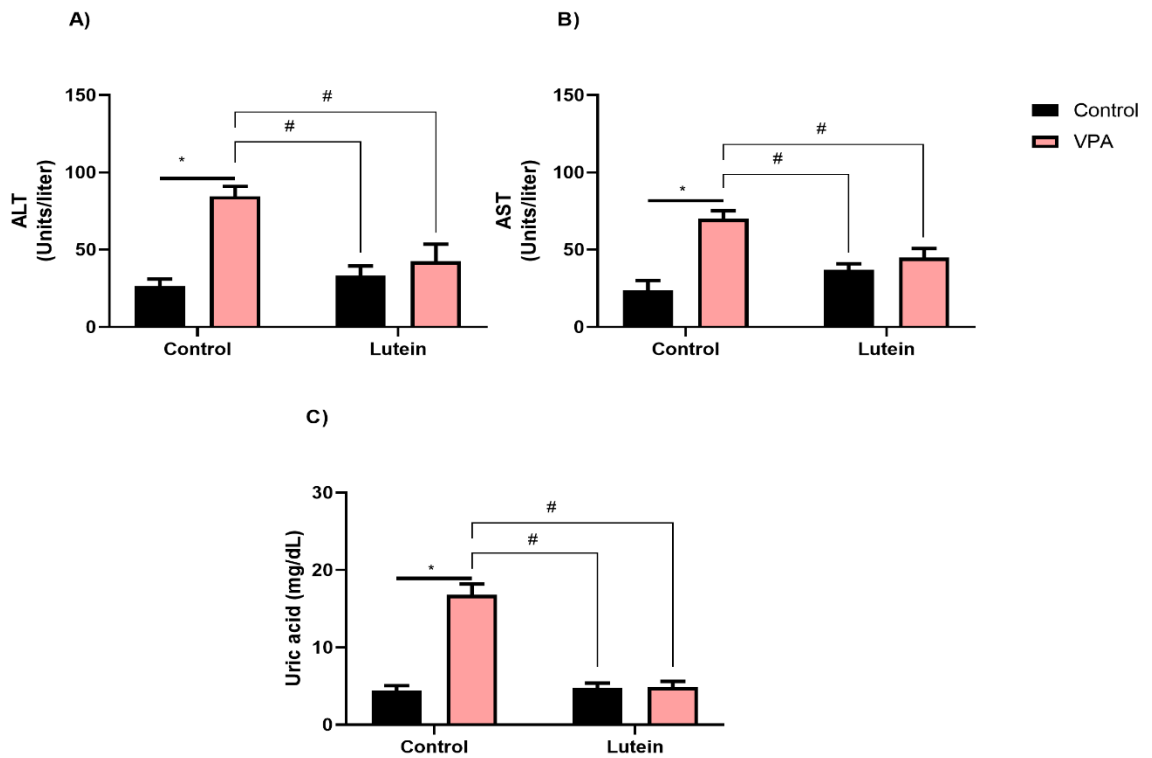 A)
B)
150
100
50
0
ALT
(Units/liter)
*
#
#
Control
Lutein
150
100
50
0
AST
(Units/liter)
*
#
#
Control
Lutein
Control
VPA
C)
30
20
10
0
Uric acid (mg/dL)
*
#
#
Control
Lutein